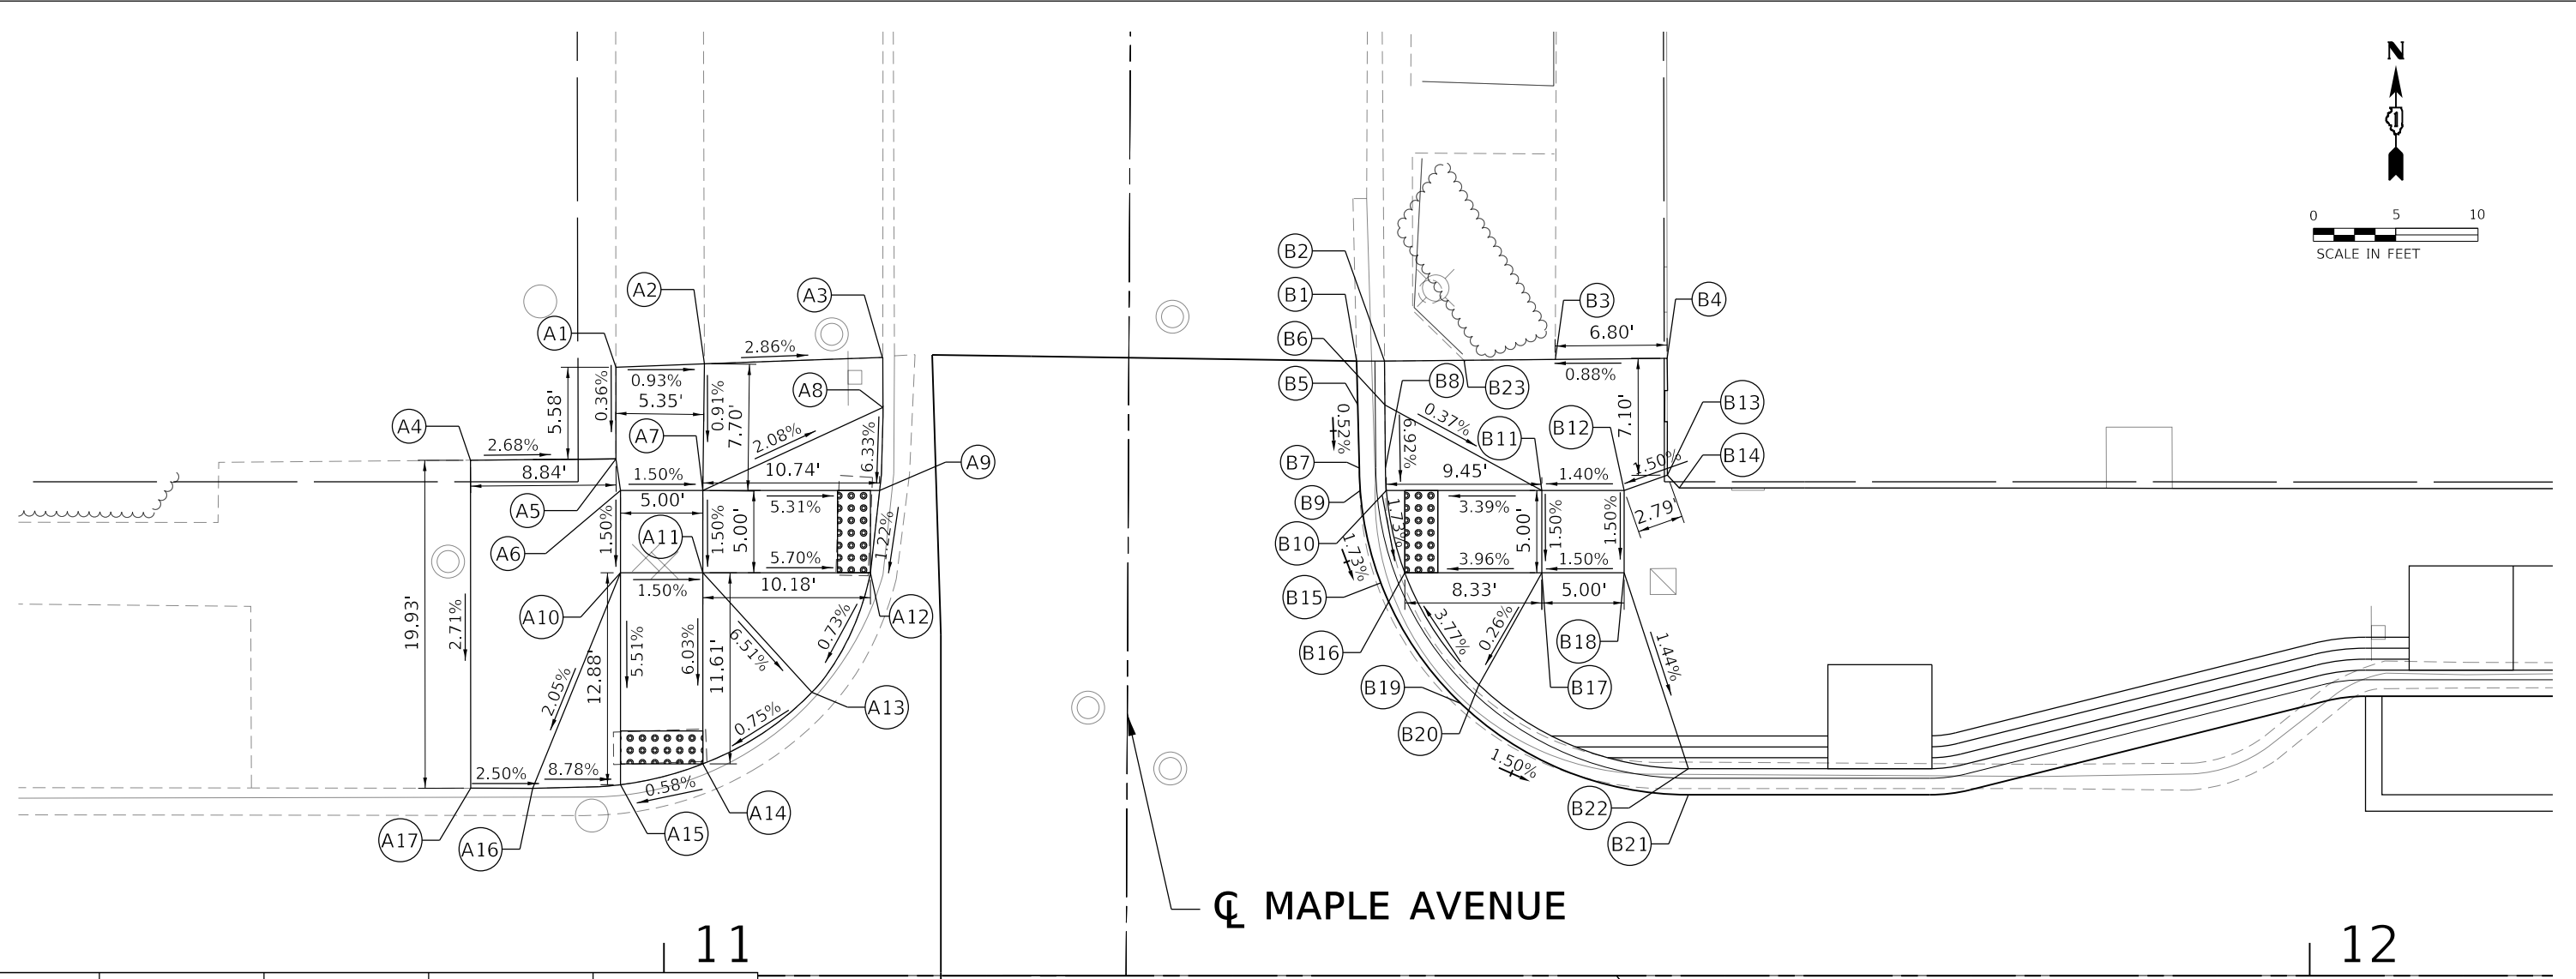 N
1
0 5 10
SCALE IN FEET
B2
A2
A3
B1
B3
B4
A1
B6
6.80'
2.86%
0.93%
0.88%
5.35'
5.58'
0.36%
0.91%
7.70'
A8
B5
B8
B23
B13
A4
A7
2.08%
6.33%
0.52%
6.92%
0.37%
B11
B12
7.10'
2.68%
8.84'
1.50%
10.74'
A9
B7
9.45'
1.40%
1.50%
B14
A5
5.00'
5.31%
B9
3.39%
2.79'
1.50%
A11
1.50%
5.00'
1.22%
1.73%
5.00'
1.50%
1.50%
A6
B10
1.73%
5.70%
3.96%
1.50%
1.50%
10.18'
8.33'
5.00'
A10
A12
B15
19.93'
2.71%
5.51%
6.03%
6.51%
0.73%
3.77%
0.26%
B18
1.44%
B16
2.05%
12.88'
11.61'
B19
B17
A13
0.75%
B20
2.50%
8.78%
1.50%
0.58%
A14
B22
A17
A16
A15
B21
℄ MAPLE AVENUE
11
12